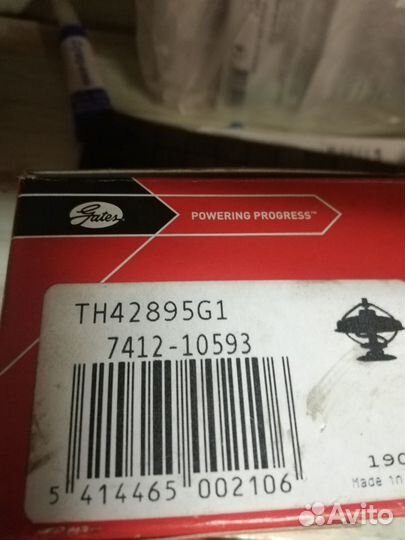 Gates
POWERING PROGRESS™
TH42895G1
7412-10593
190
Made in
5 414465 002106
Avito